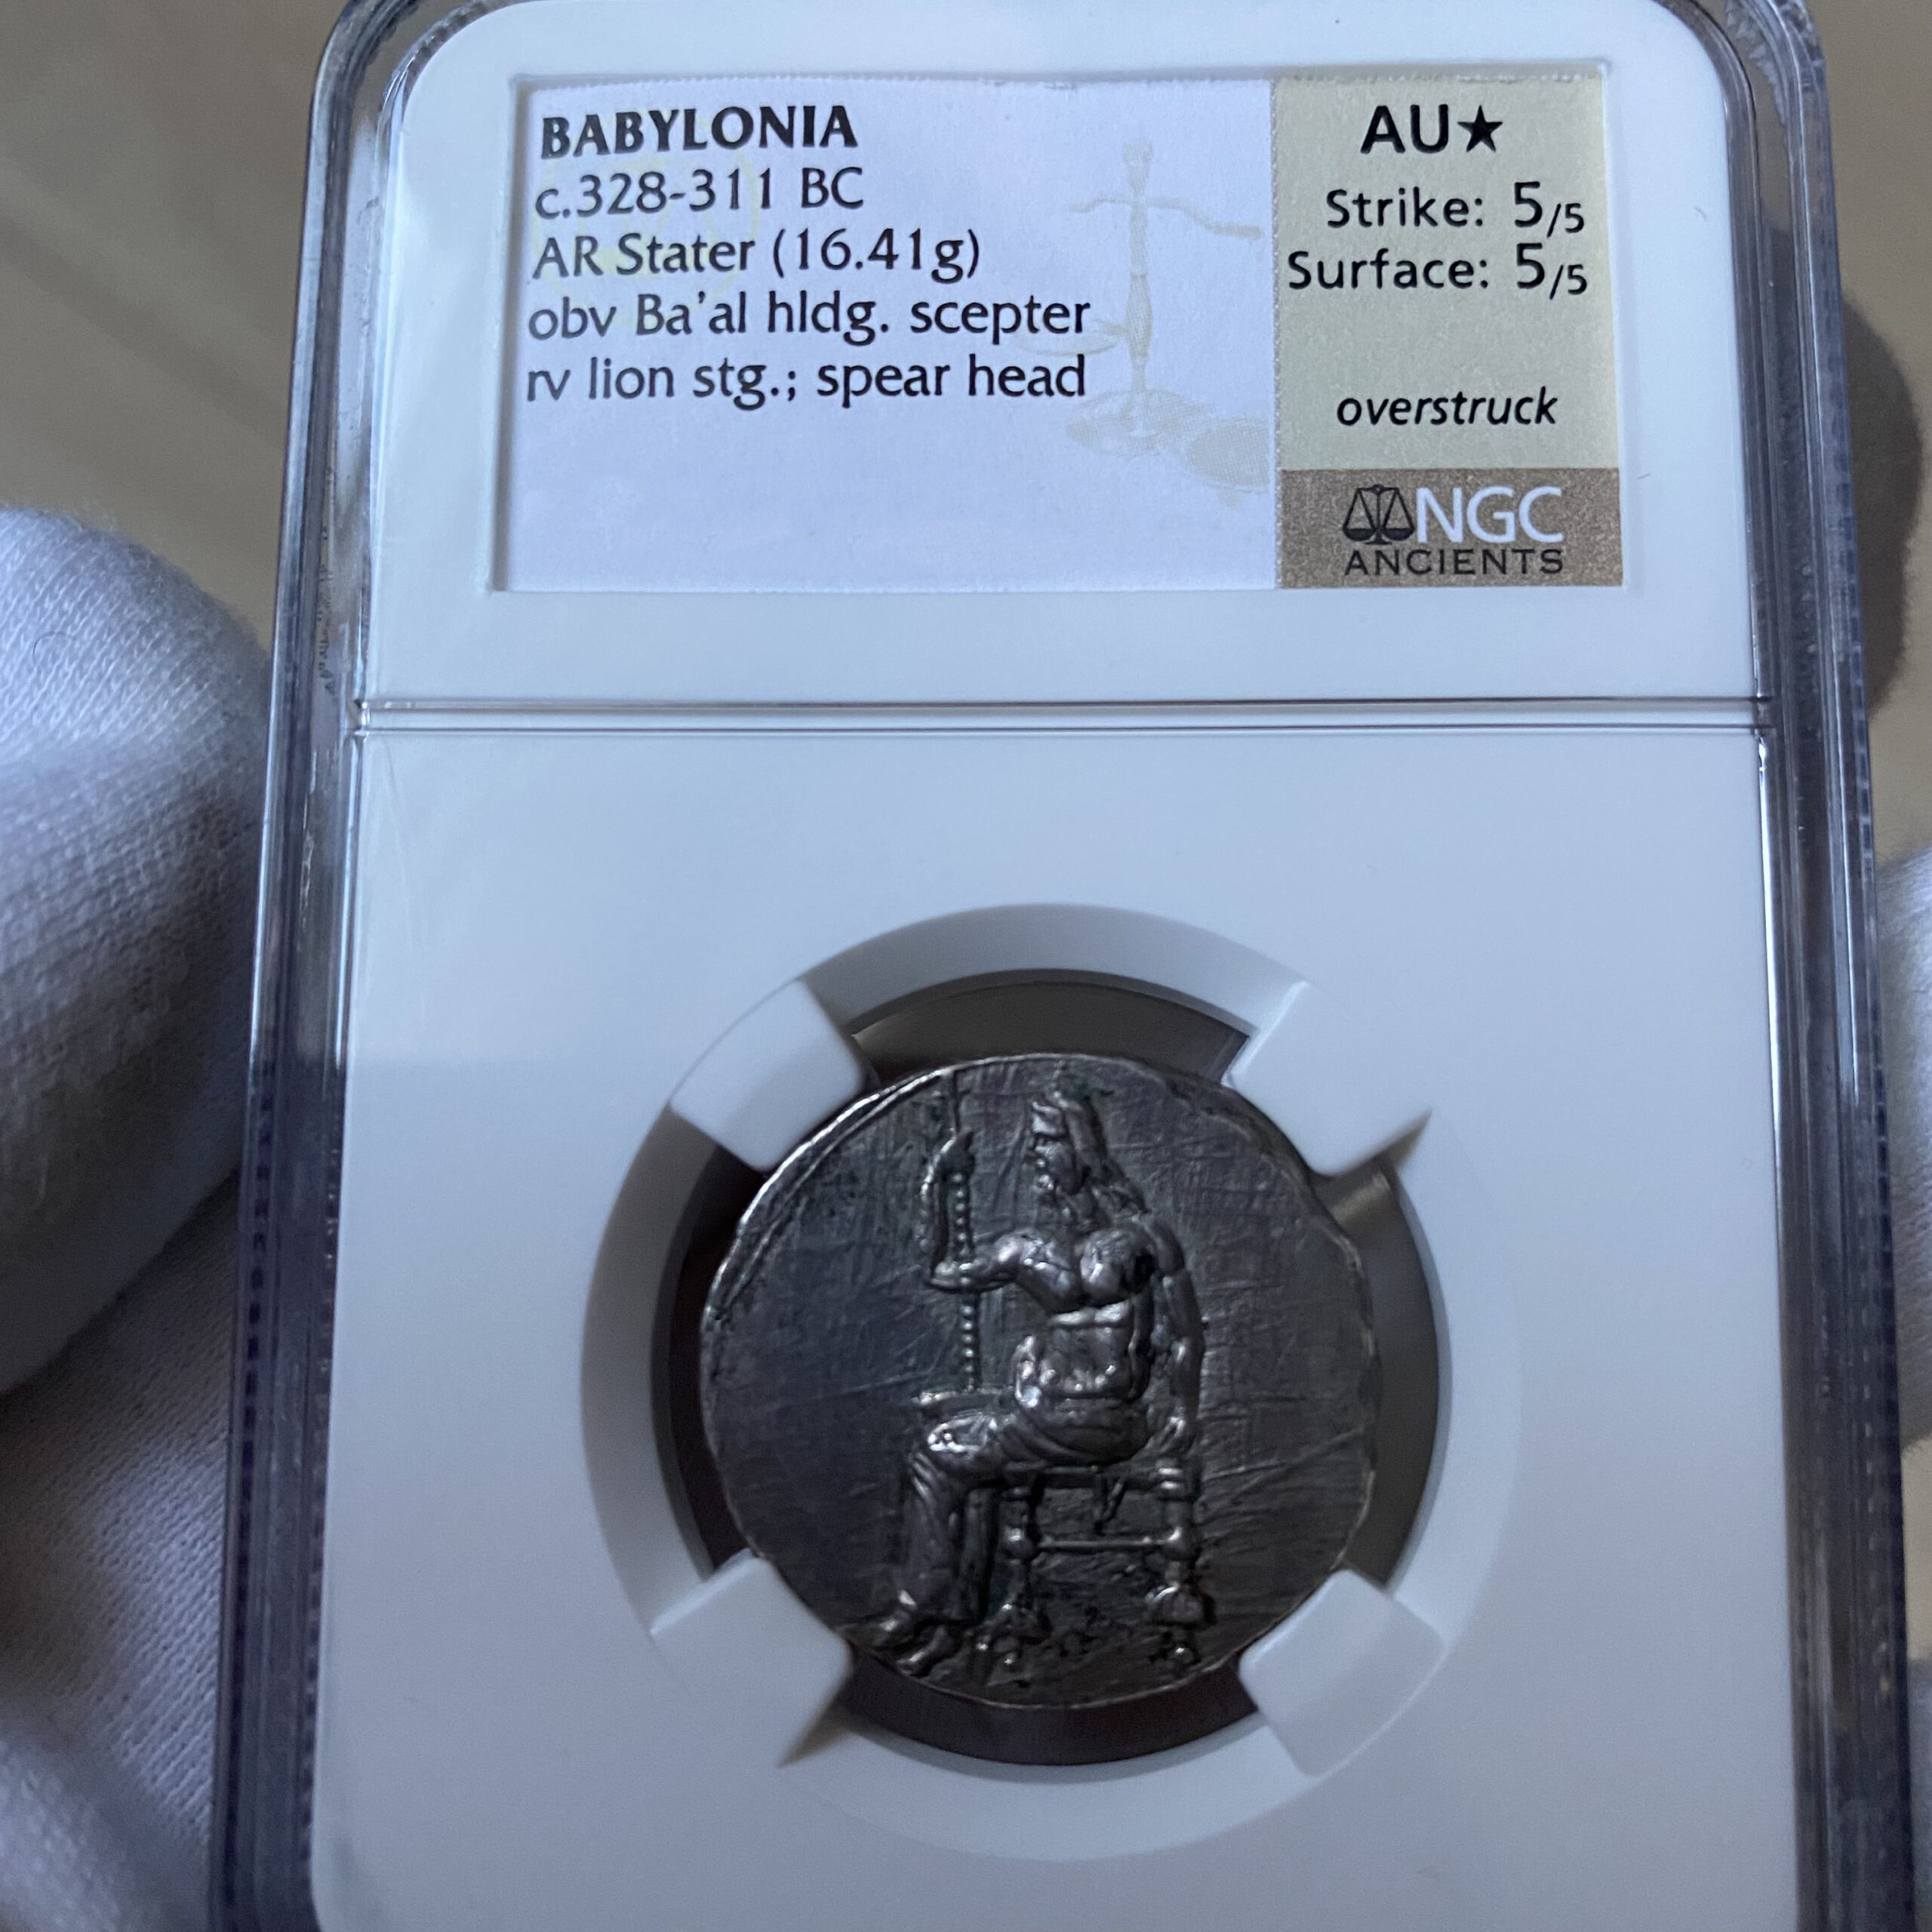 BABYLONIA
c.328-311 BC
AR Stater (16.41g)
obv Ba'al hldg. scepter
rv lion stg.; spear head
AU★
Strike: 5/5
Surface: 5/5
overstruck
NGC
ANCIENTS